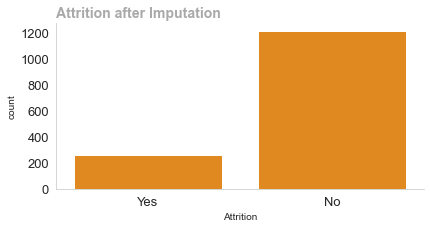 Attrition after Imputation
1200
1000
800
600
400
200
0
count
Yes No
Attrition